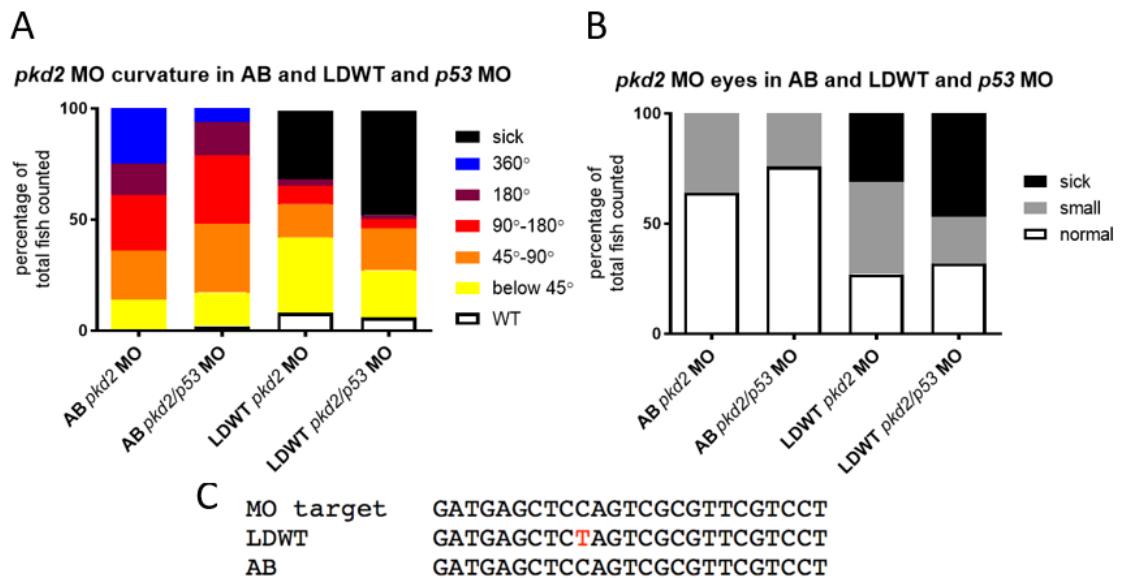 A
pkd2 MO curvature in AB and LDWT and p53 MO
percentage of
total fish counted
100
50
0
sick
360°
180°
90°-180°
45°-90°
below 45°
WT
AB pkd2 MO
AB pkd2/p53 MO
LDWT pkd2 MO
LDWT pkd2/p53 MO
B
pkd2 MO eyes in AB and LDWT and p53 MO
percentage of
total fish counted
100
50
0
sick
small
normal
AB pkd2 MO
AB pkd2/p53 MO
LDWT pkd2 MO
LDWT pkd2/p53 MO
C
MO target GATGAGCTCCAGTCGCGTTCGTCCT
LDWT GATGAGCTCTAGTCGCGTTCGTCCT
AB GATGAGCTCCAGTCGCGTTCGTCCT